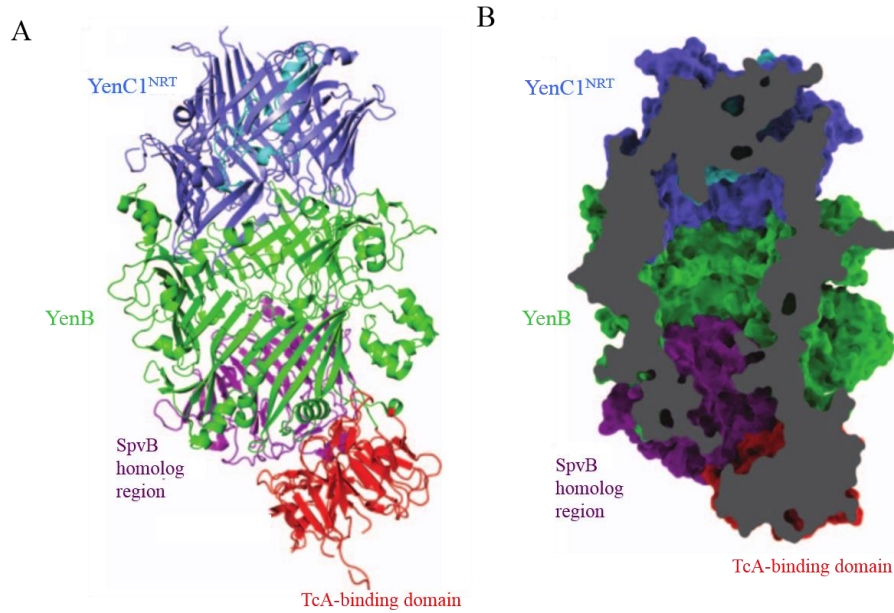 A
YenC1NRT
YenB
SpvB
homolog
region
TcA-binding domain
B
YenC1NRT
YenB
SpvB
homolog
region
TcA-binding domain